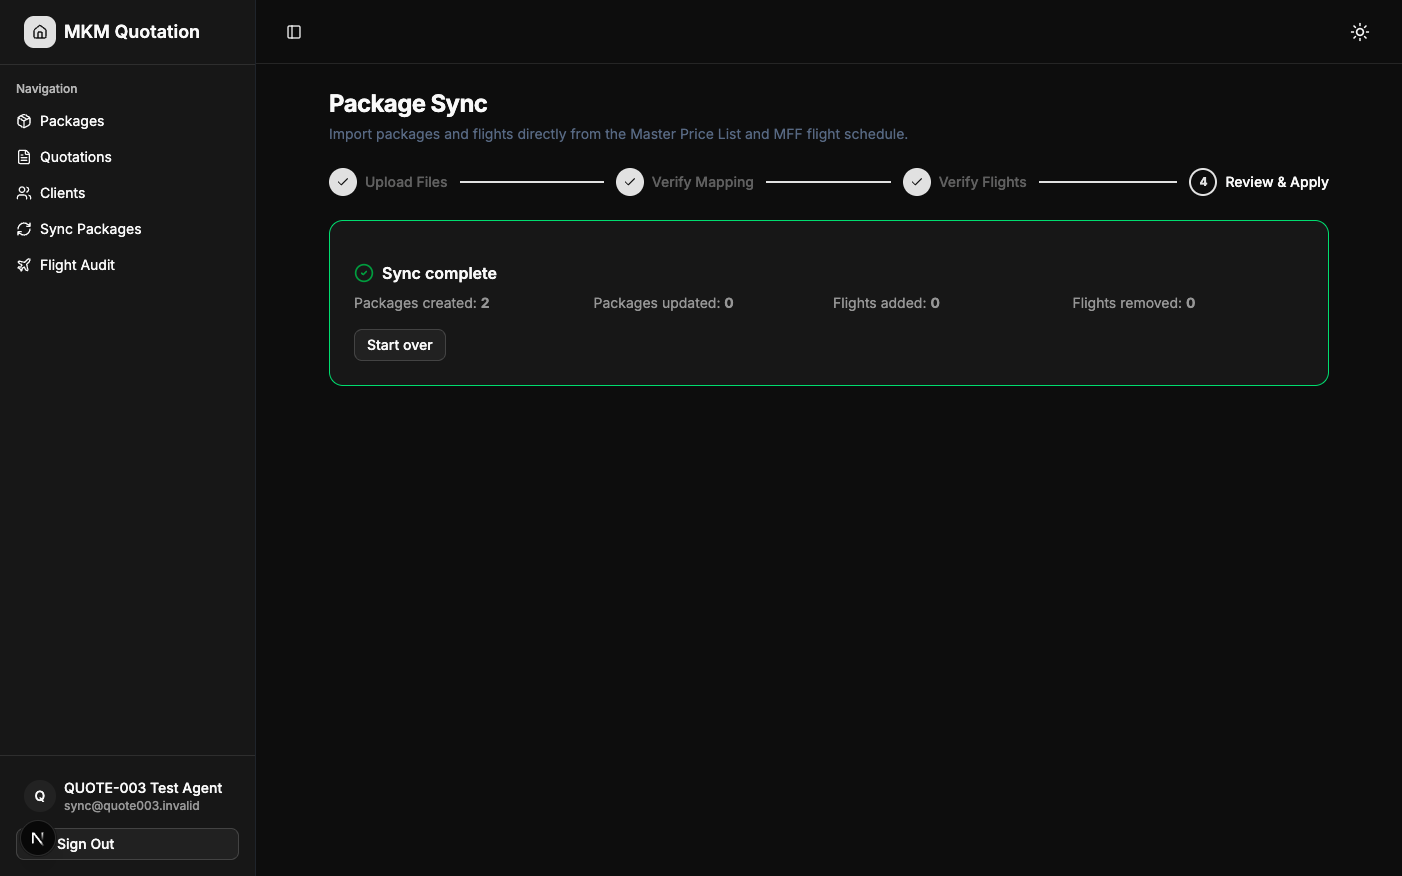 MKM Quotation
Navigation
Packages
Quotations
Clients
Sync Packages
Flight Audit
QUOTE-003 Test Agent
sync@quote003.invalid
Q
N
Sign Out
Package Sync
Import packages and flights directly from the Master Price List and MFF flight schedule.
Upload Files
Verify Mapping
Verify Flights
4 Review & Apply
Sync complete
Packages created: 2
Packages updated: 0
Flights added: 0
Flights removed: 0
Start over